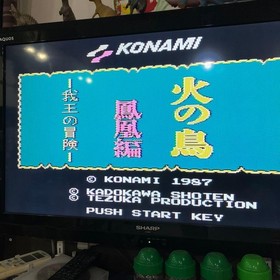 KONAMI
火の鳥
鳳凰編
－我王の冒険－
© KONAMI 1987
© KADOKAWA SHOTEN
© TEZUKA PRODUCTION
PUSH START KEY
SHARP